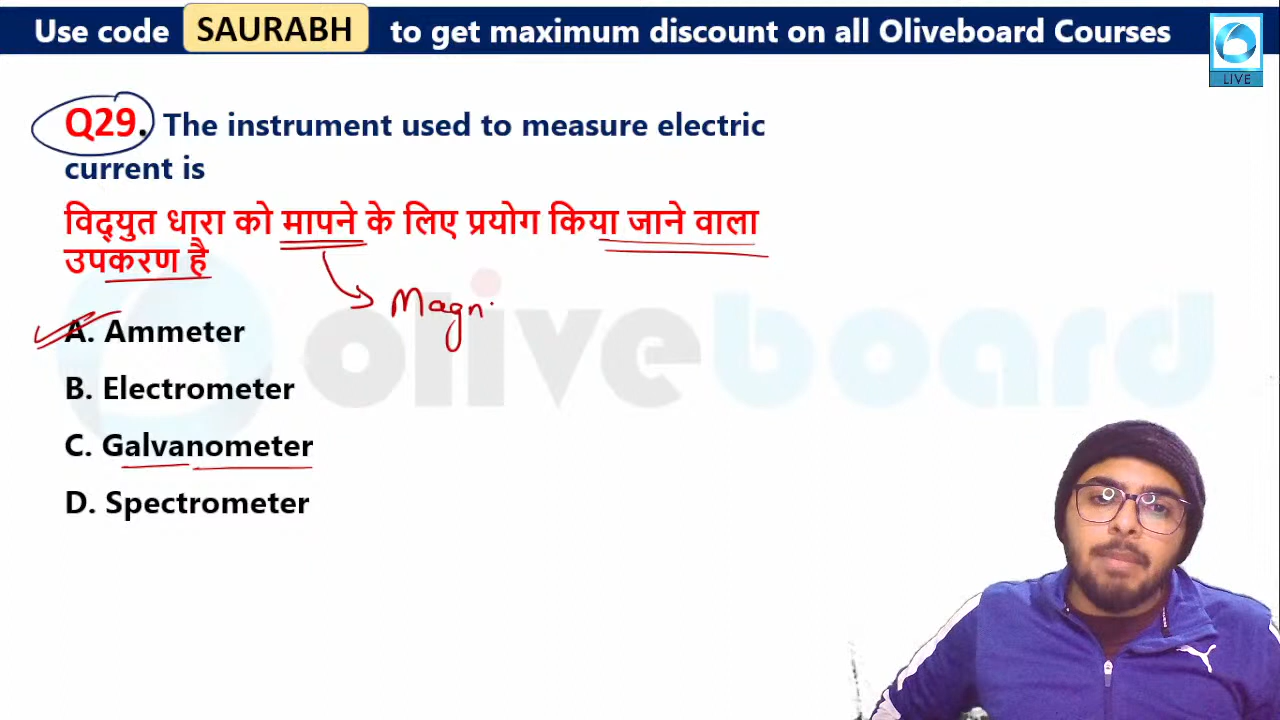 Use code SAURABH to get maximum discount on all Oliveboard Courses
LIVE
Q29. The instrument used to measure electric
current is
विद्युत धारा को मापने के लिए प्रयोग किया जाने वाला
उपकरण है
Magn
A. Ammeter
oliveboard
B. Electrometer
C. Galvanometer
D. Spectrometer